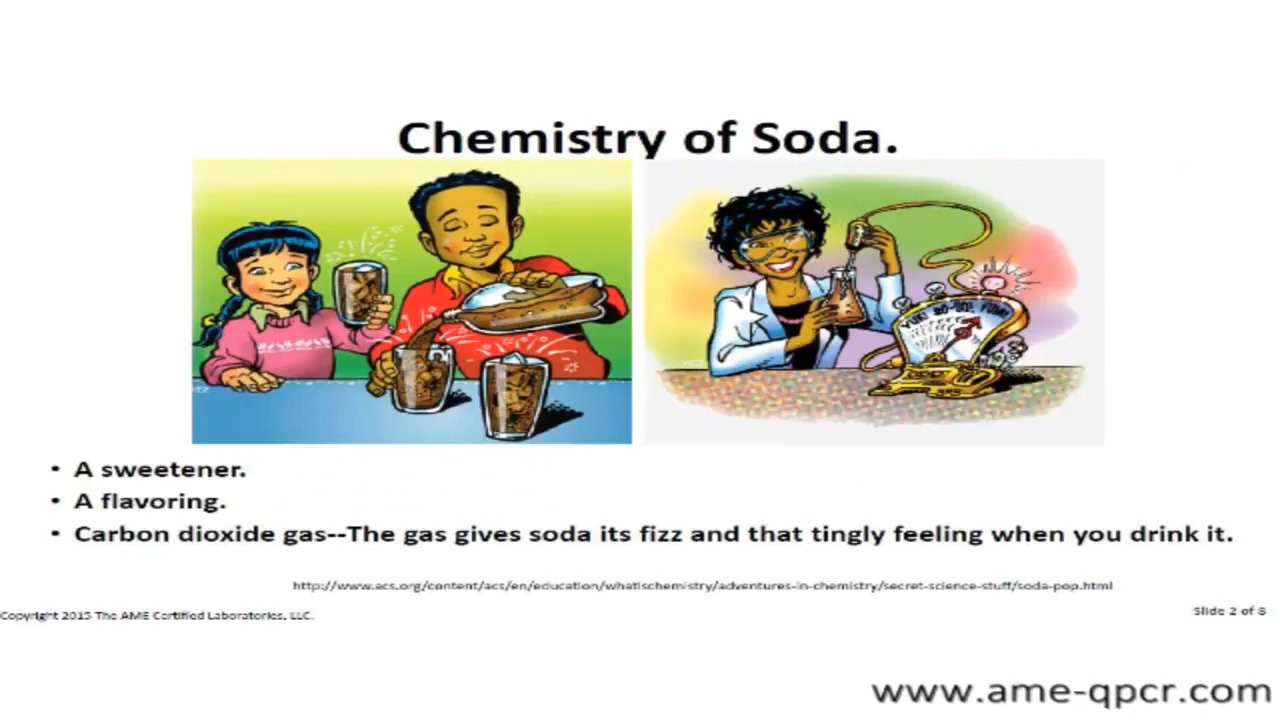 Chemistry of Soda.
• A sweetener.
• A flavoring.
• Carbon dioxide gas--The gas gives soda its fizz and that tingly feeling when you drink it.
http://www.acs.org/content/acs/en/education/whatischemistry/adventures-in-chemistry/secret-science-stuff/soda-pop.html
Copyright 2015 The AME Certified Laboratories, LLC.
Slide 2 of 8
www.ame-qpcr.com